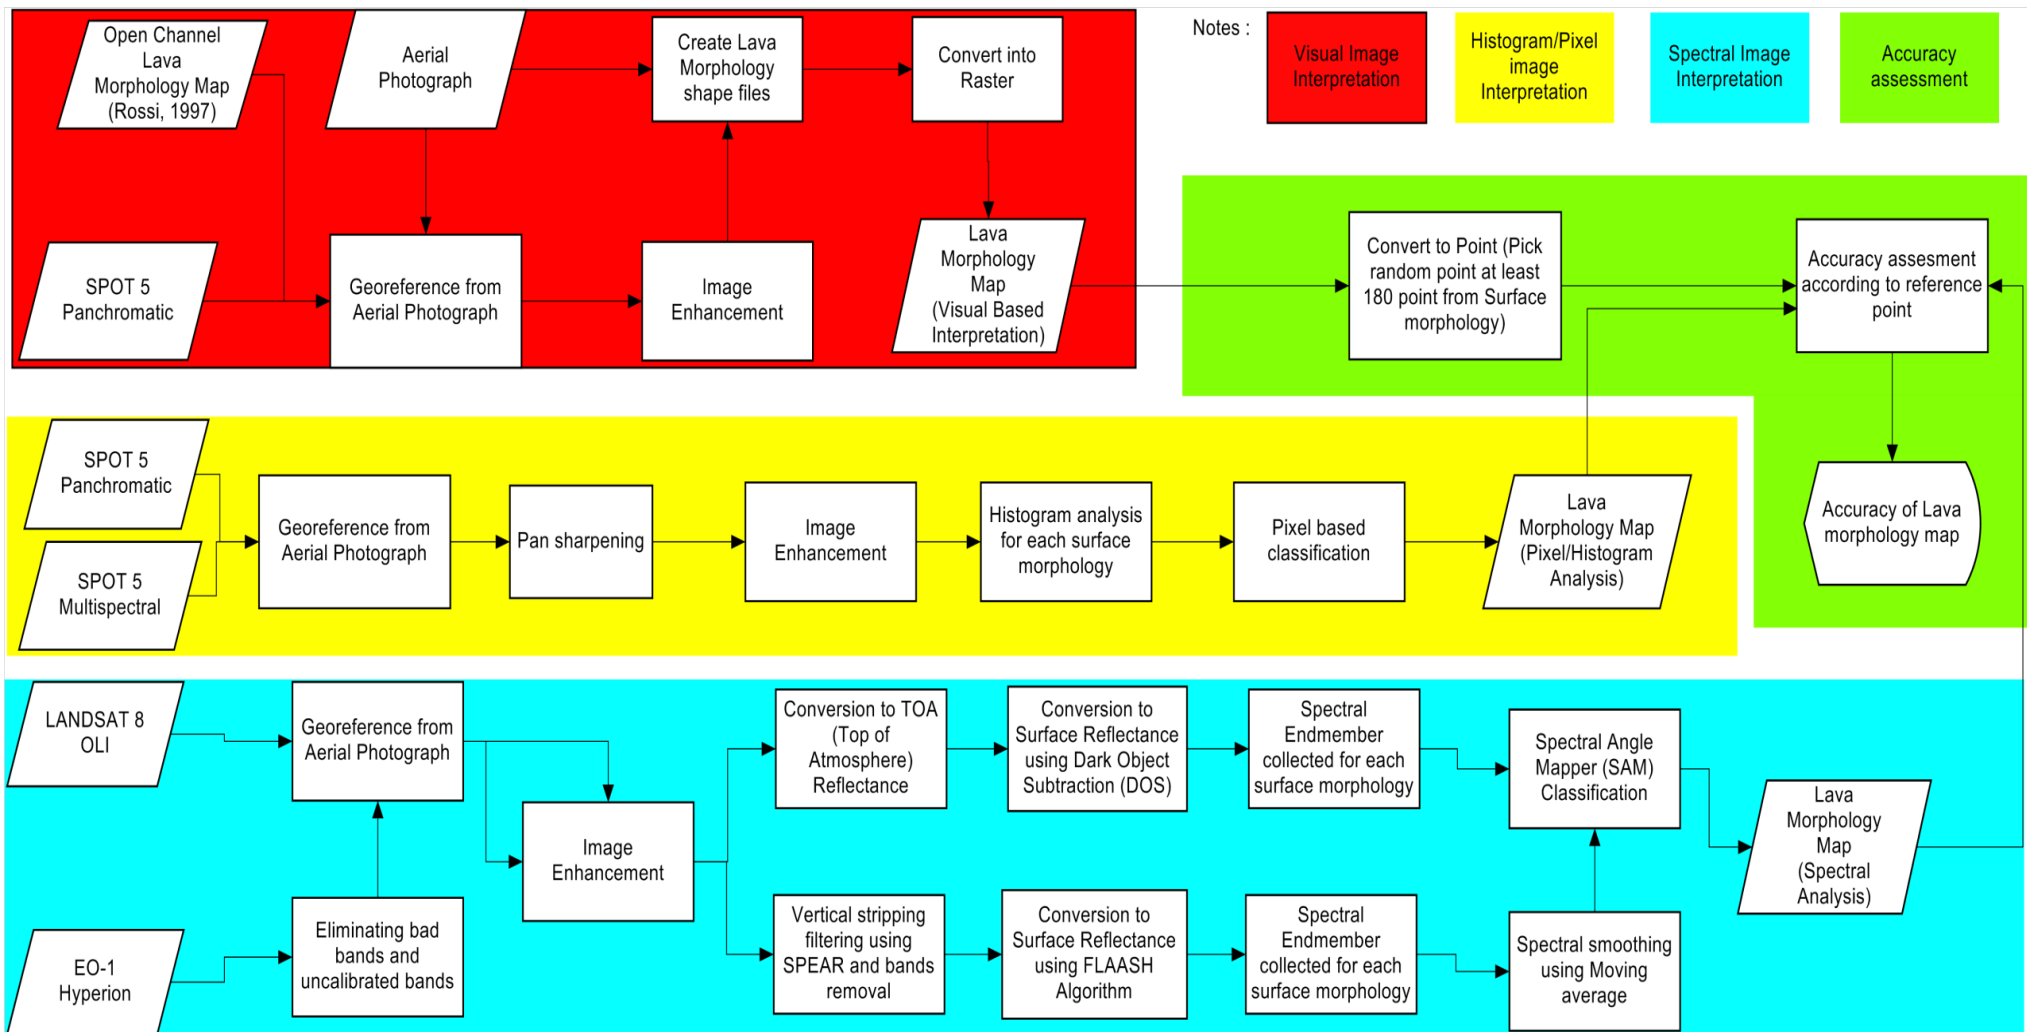 Open Channel
Lava
Morphology Map
(Rossi, 1997)
Aerial
Photograph
Create Lava
Morphology
shape files
Convert into
Raster
SPOT 5
Panchromatic
Georeference from
Aerial Photograph
Image
Enhancement
Lava
Morphology
Map
(Visual Based
Interpretation)
Notes :
Visual Image
Interpretation
Histogram/Pixel
image
Interpretation
Spectral Image
Interpretation
Accuracy
assessment
Convert to Point (Pick
random point at least
180 point from Surface
morphology)
Accuracy assesment
according to reference
point
Accuracy of Lava
morphology map
SPOT 5
Panchromatic
SPOT 5
Multispectral
Georeference from
Aerial Photograph
Pan sharpening
Image
Enhancement
Histogram analysis
for each surface
morphology
Pixel based
classification
Lava
Morphology Map
(Pixel/Histogram
Analysis)
LANDSAT 8
OLI
Georeference from
Aerial Photograph
EO-1
Hyperion
Eliminating bad
bands and
uncalibrated bands
Image
Enhancement
Conversion to TOA
(Top of
Atmosphere)
Reflectance
Conversion to
Surface Reflectance
using Dark Object
Subtraction (DOS)
Spectral
Endmember
collected for each
surface morphology
Spectral Angle
Mapper (SAM)
Classification
Vertical stripping
filtering using
SPEAR and bands
removal
Conversion to
Surface Reflectance
using FLAASH
Algorithm
Spectral
Endmember
collected for each
surface morphology
Spectral smoothing
using Moving
average
Lava
Morphology
Map
(Spectral
Analysis)